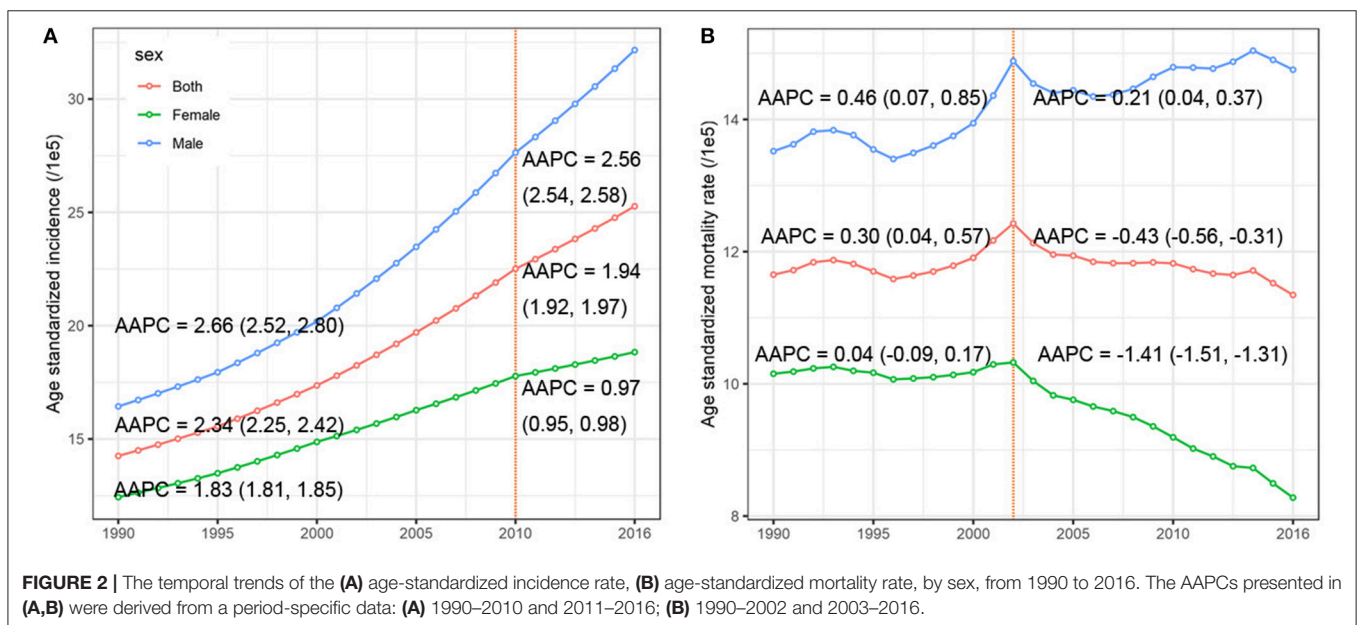 A
sex
Both
Female
Male
Age standardized incidence (/1e5)
30
25
20
15
AAPC = 2.66 (2.52, 2.80)
AAPC = 2.34 (2.25, 2.42)
AAPC = 1.83 (1.81, 1.85)
AAPC = 2.56
(2.54, 2.58)
AAPC = 1.94
(1.92, 1.97)
AAPC = 0.97
(0.95, 0.98)
1990 1995 2000 2005 2010 2016
B
Age standardized mortality rate (/1e5)
14
12
10
8
AAPC = 0.46 (0.07, 0.85)
AAPC = 0.21 (0.04, 0.37)
AAPC = 0.30 (0.04, 0.57)
AAPC = -0.43 (-0.56, -0.31)
AAPC = 0.04 (-0.09, 0.17)
AAPC = -1.41 (-1.51, -1.31)
1990 1995 2000 2005 2010 2016
FIGURE 2 | The temporal trends of the (A) age-standardized incidence rate, (B) age-standardized mortality rate, by sex, from 1990 to 2016. The AAPCs presented in
(A,B) were derived from a period-specific data: (A) 1990–2010 and 2011–2016; (B) 1990–2002 and 2003–2016.